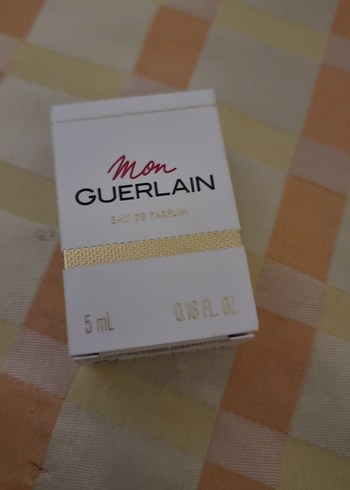 Mon
GUERLAIN
EAU DE PARFUM
5 mL 0.16 FL. OZ.